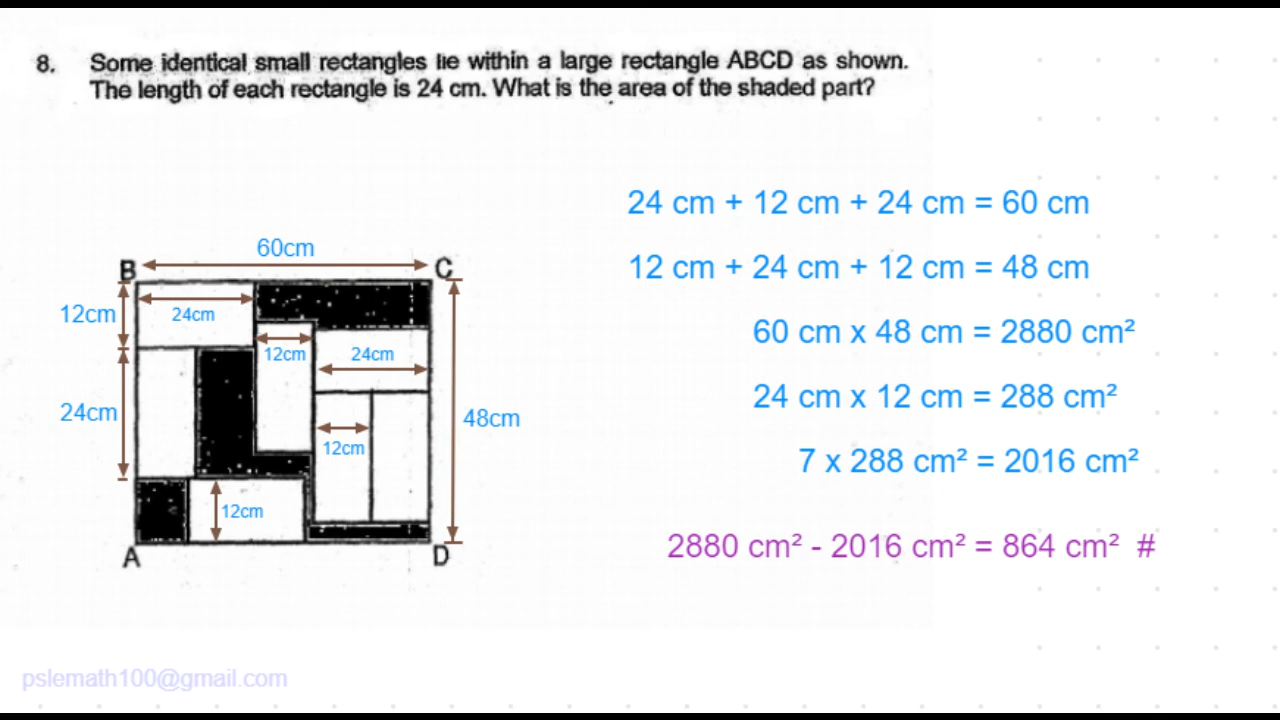 8. Some identical small rectangles lie within a large rectangle ABCD as shown.
The length of each rectangle is 24 cm. What is the area of the shaded part?
24 cm + 12 cm + 24 cm = 60 cm
60cm
B C
12 cm + 24 cm + 12 cm = 48 cm
12cm 24cm
60 cm x 48 cm = 2880 cm²
12cm 24cm
24 cm x 12 cm = 288 cm²
24cm 48cm
12cm
7 x 288 cm² = 2016 cm²
12cm
2880 cm² - 2016 cm² = 864 cm² #
A D
pslemath100@gmail.com